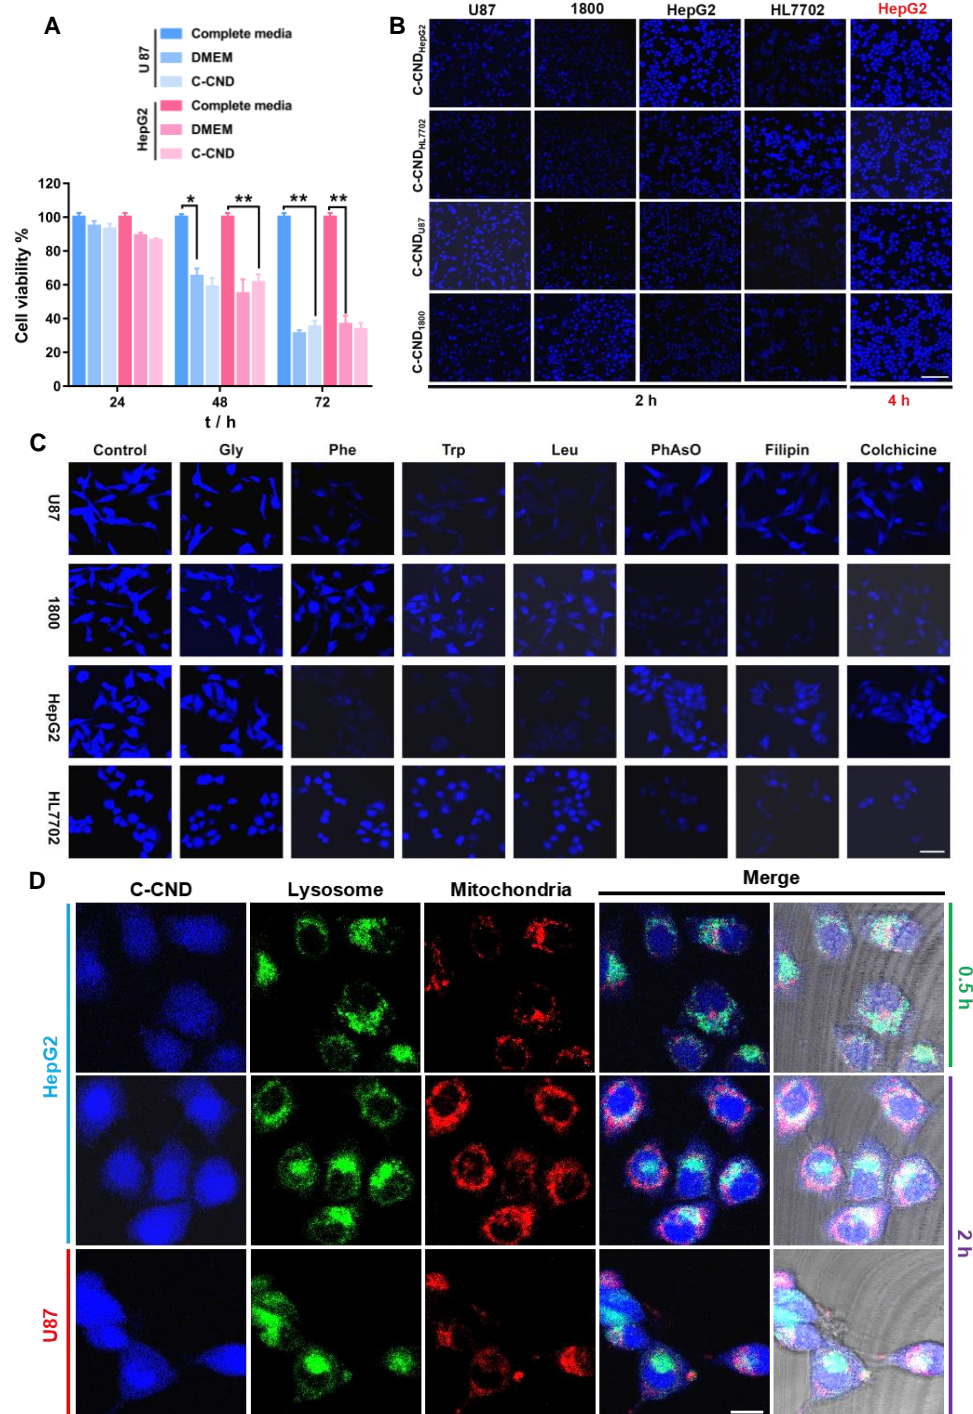 A
U 87
Complete media
DMEM
C-CND
HepG2
Complete media
DMEM
C-CND
Cell viability %
120
100
80
60
40
20
0
* ** ** **
24 48 72
t / h
B
U87 1800 HepG2 HL7702 HepG2
C-CNDHepG2
C-CNDHL7702
C-CNDU87
C-CND1800
2 h 4 h
C
Control Gly Phe Trp Leu PhAsO Filipin Colchicine
U87
1800
HepG2
HL7702
D
C-CND Lysosome Mitochondria Merge
HepG2
U87
0.5 h
2 h